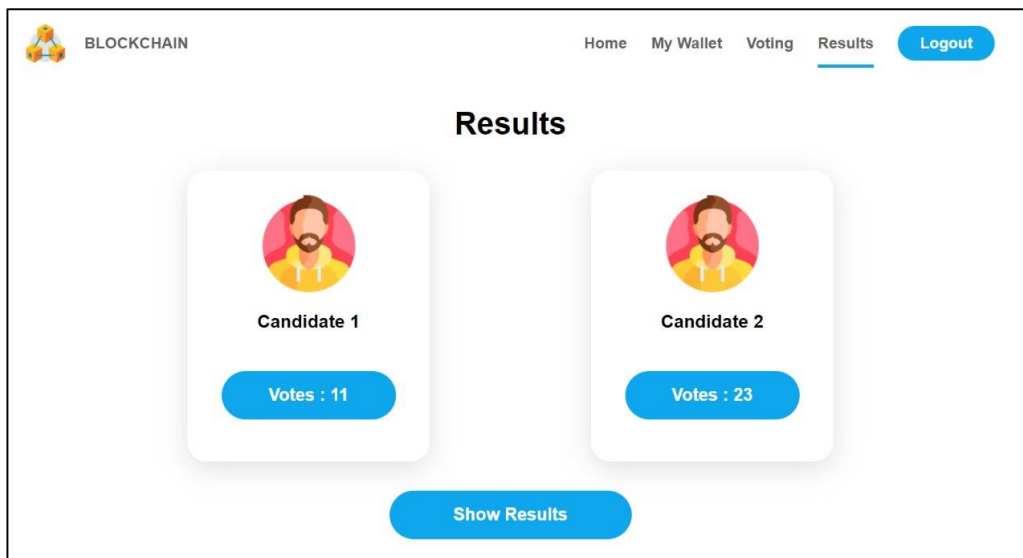 BLOCKCHAIN Home My Wallet Voting Results Logout
Results
Candidate 1 Candidate 2
Votes : 11 Votes : 23
Show Results